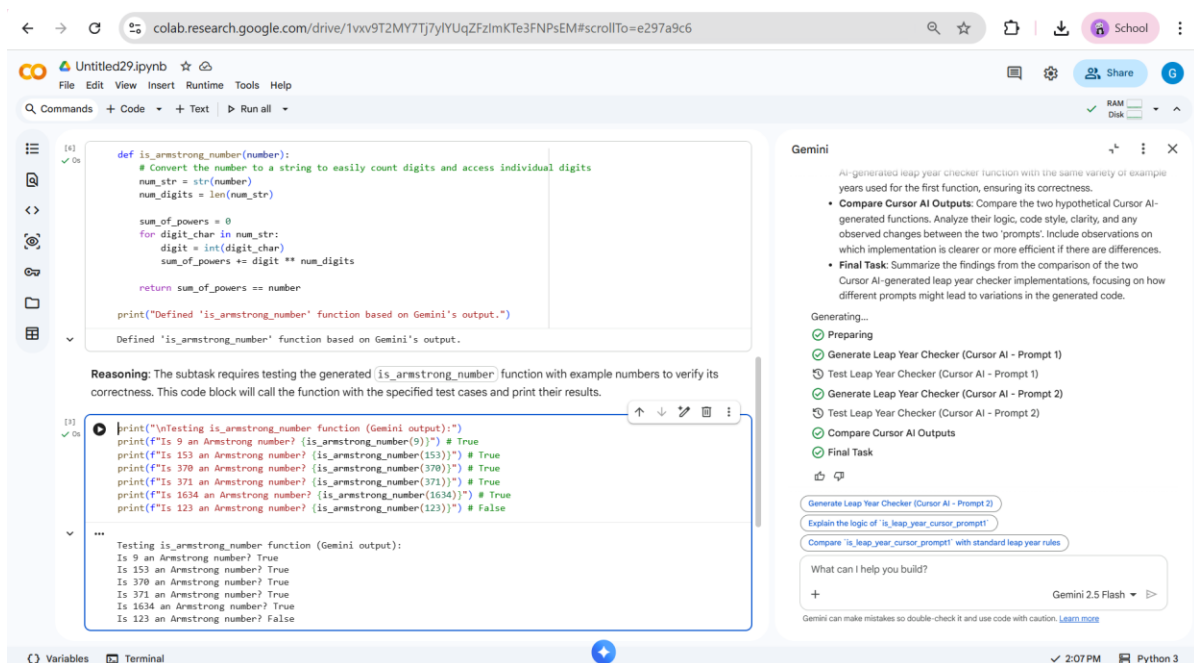 colab.research.google.com/drive/1vxv9T2MY7Tj7ylYUqZFzlmKTe3FNPsEM#scrollTo=e297a9c6
School
CO
Untitled29.ipynb
File Edit View Insert Runtime Tools Help
Share
G
Commands + Code + Text Run all
RAM
Disk
[6]
0s
def is_armstrong_number(number):
# Convert the number to a string to easily count digits and access individual digits
num_str = str(number)
num_digits = len(num_str)
sum_of_powers = 0
for digit_char in num_str:
digit = int(digit_char)
sum_of_powers += digit ** num_digits
return sum_of_powers == number
print("Defined 'is_armstrong_number' function based on Gemini's output.")
Defined 'is_armstrong_number' function based on Gemini's output.
Reasoning: The subtask requires testing the generated is_armstrong_number function with example numbers to verify its
correctness. This code block will call the function with the specified test cases and print their results.
0s
print("\nTesting is_armstrong_number function (Gemini output):")
print(f"Is 9 an Armstrong number? {is_armstrong_number(9)}") # True
print(f"Is 153 an Armstrong number? {is_armstrong_number(153)}") # True
print(f"Is 370 an Armstrong number? {is_armstrong_number(370)}") # True
print(f"Is 371 an Armstrong number? {is_armstrong_number(371)}") # True
print(f"Is 1634 an Armstrong number? {is_armstrong_number(1634)}") # True
print(f"Is 123 an Armstrong number? {is_armstrong_number(123)}") # False
...
Testing is_armstrong_number function (Gemini output):
Is 9 an Armstrong number? True
Is 153 an Armstrong number? True
Is 370 an Armstrong number? True
Is 371 an Armstrong number? True
Is 1634 an Armstrong number? True
Is 123 an Armstrong number? False
Gemini
AI-generated leap year checker function with the same variety of example
years used for the first function, ensuring its correctness.
• Compare Cursor AI Outputs: Compare the two hypothetical Cursor AI-
generated functions. Analyze their logic, code style, clarity, and any
observed changes between the two 'prompts'. Include observations on
which implementation is clearer or more efficient if there are differences.
• Final Task: Summarize the findings from the comparison of the two
Cursor AI-generated leap year checker implementations, focusing on how
different prompts might lead to variations in the generated code.
Generating...
Preparing
Generate Leap Year Checker (Cursor AI - Prompt 1)
Test Leap Year Checker (Cursor AI - Prompt 1)
Generate Leap Year Checker (Cursor AI - Prompt 2)
Test Leap Year Checker (Cursor AI - Prompt 2)
Compare Cursor AI Outputs
Final Task
Generate Leap Year Checker (Cursor AI - Prompt 2)
Explain the logic of `is_leap_year_cursor_prompt1`
Compare `is_leap_year_cursor_prompt1` with standard leap year rules
What can I help you build?
+ Gemini 2.5 Flash
Gemini can make mistakes so double-check it and use code with caution. Learn more
{} Variables Terminal
2:07 PM Python 3